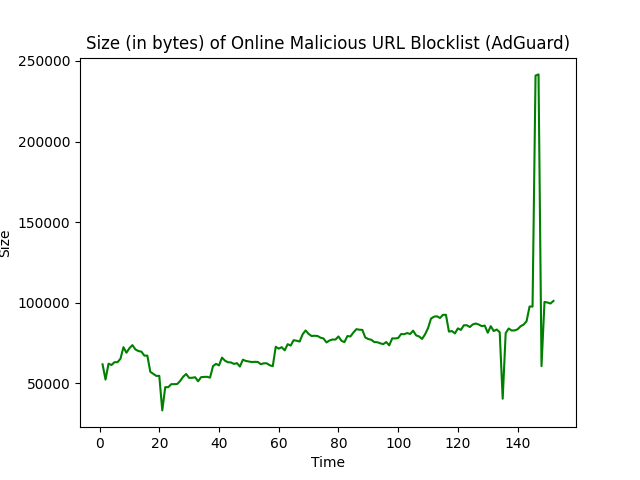 Size (in bytes) of Online Malicious URL Blocklist (AdGuard)
250000
200000
150000
100000
50000
Size
0 20 40 60 80 100 120 140
Time